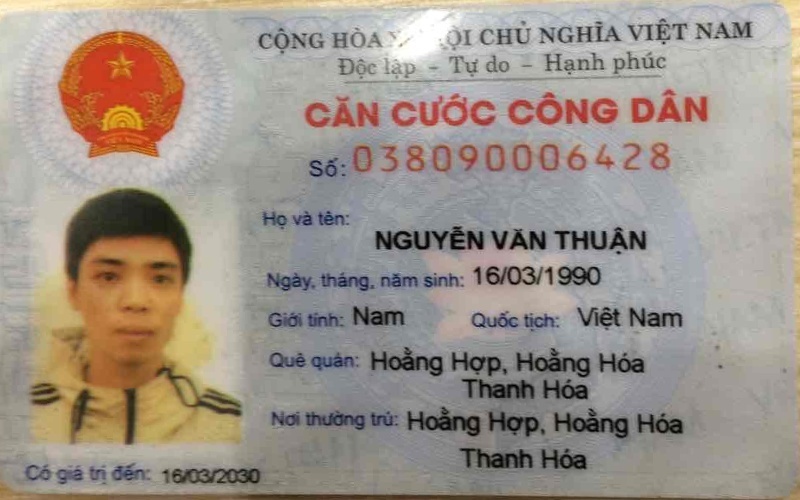 CỘNG HÒA HỘI CHỦ NGHĨA VIỆT NAM
Độc lập - Tự do - Hạnh phúc
CĂN CƯỚC CÔNG DÂN
Số: 038090006428
Họ và tên:
NGUYỄN VĂN THUẬN
Ngày, tháng, năm sinh: 16/03/1990
Giới tính: Nam Quốc tịch: Việt Nam
Quê quán: Hoằng Hợp, Hoằng Hóa
Thanh Hóa
Nơi thường trú: Hoằng Hợp, Hoằng Hóa
Thanh Hóa
Có giá trị đến: 16/03/2030